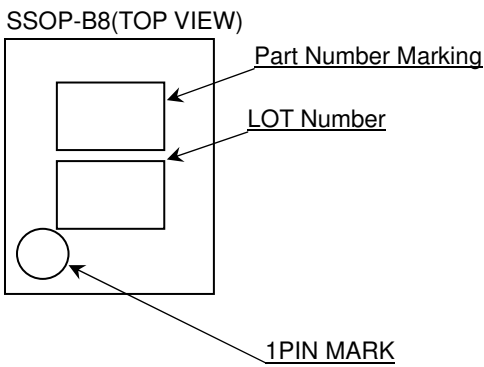 SSOP-B8(TOP VIEW)
Part Number Marking
LOT Number
1PIN MARK